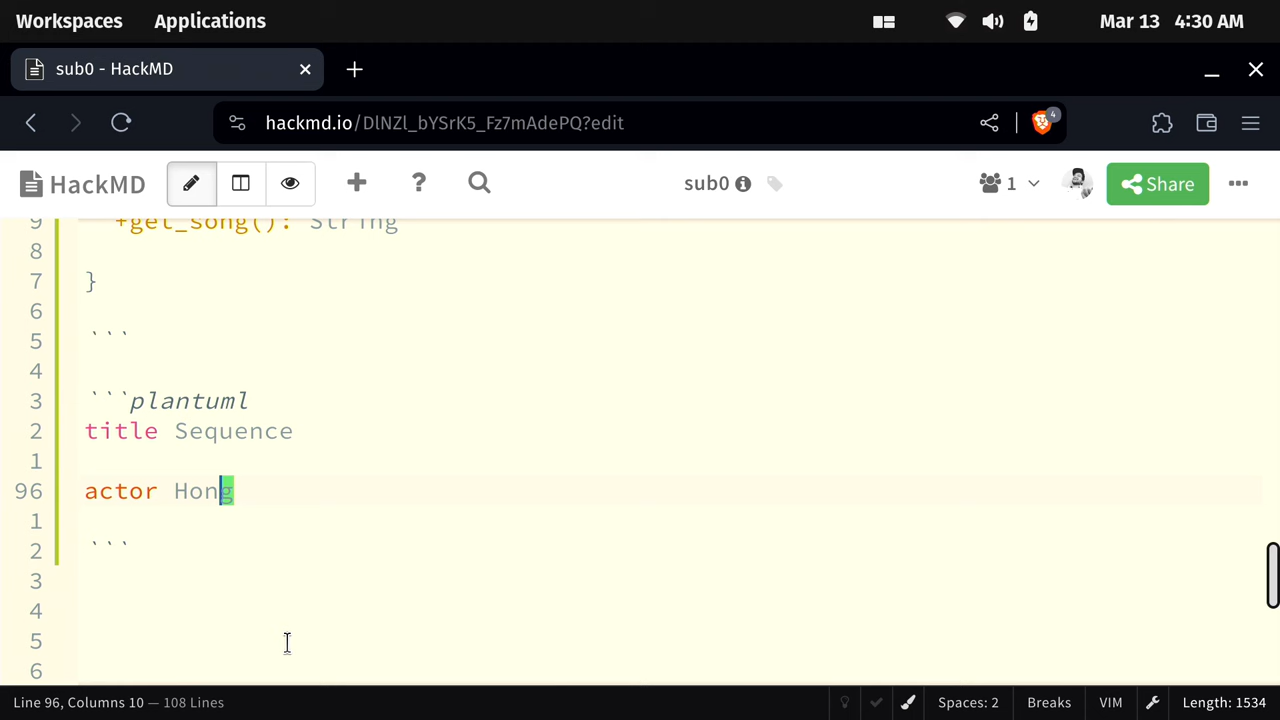 Workspaces Applications Mar 13 4:30 AM
sub0 - HackMD
hackmd.io/DlNZl_bYSrK5_Fz7mAdePQ?edit 4
HackMD sub0 1 Share
9 +get_song(): String
8
7 }
6
5 ```
4
3 ```plantuml
2 title Sequence
1
96 actor Hong
1
2 ```
3
4
5
6
Line 96, Columns 10 — 108 Lines Spaces: 2 Breaks VIM Length: 1534